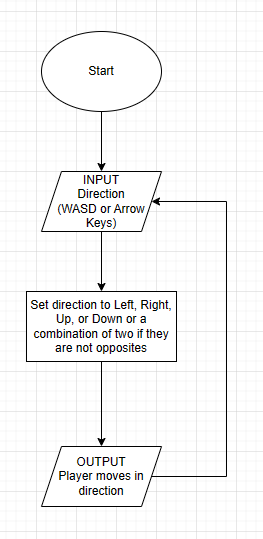 Start
INPUT
Direction
(WASD or Arrow
Keys)
Set direction to Left, Right,
Up, or Down or a
combination of two if they
are not opposites
OUTPUT
Player moves in
direction